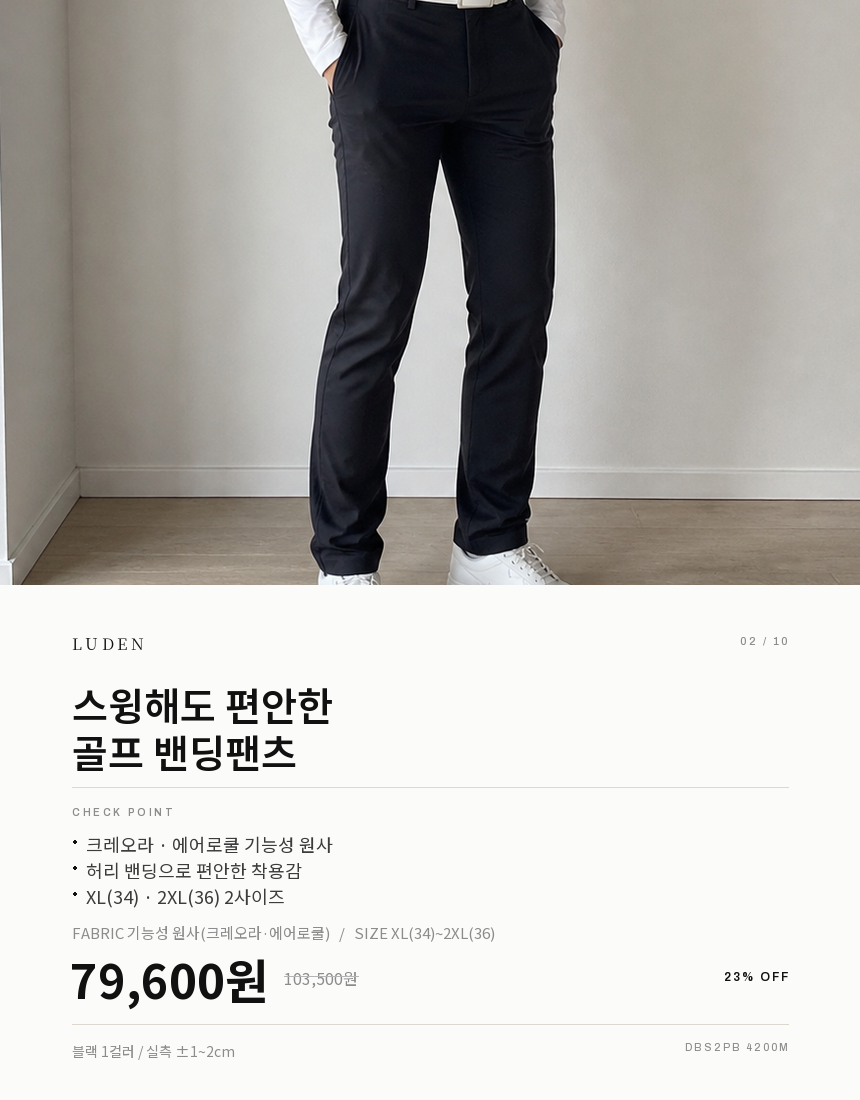 LUDEN
02 / 10
스윙해도 편안한
골프 밴딩팬츠
CHECK POINT
• 크레오라 · 에어로쿨 기능성 원사
• 허리 밴딩으로 편안한 착용감
• XL(34) · 2XL(36) 2사이즈
FABRIC 기능성 원사(크레오라·에어로쿨) / SIZE XL(34)~2XL(36)
79,600원 103,500원
23% OFF
블랙 1컬러 / 실측 ±1~2cm
DBS2PB 4200M